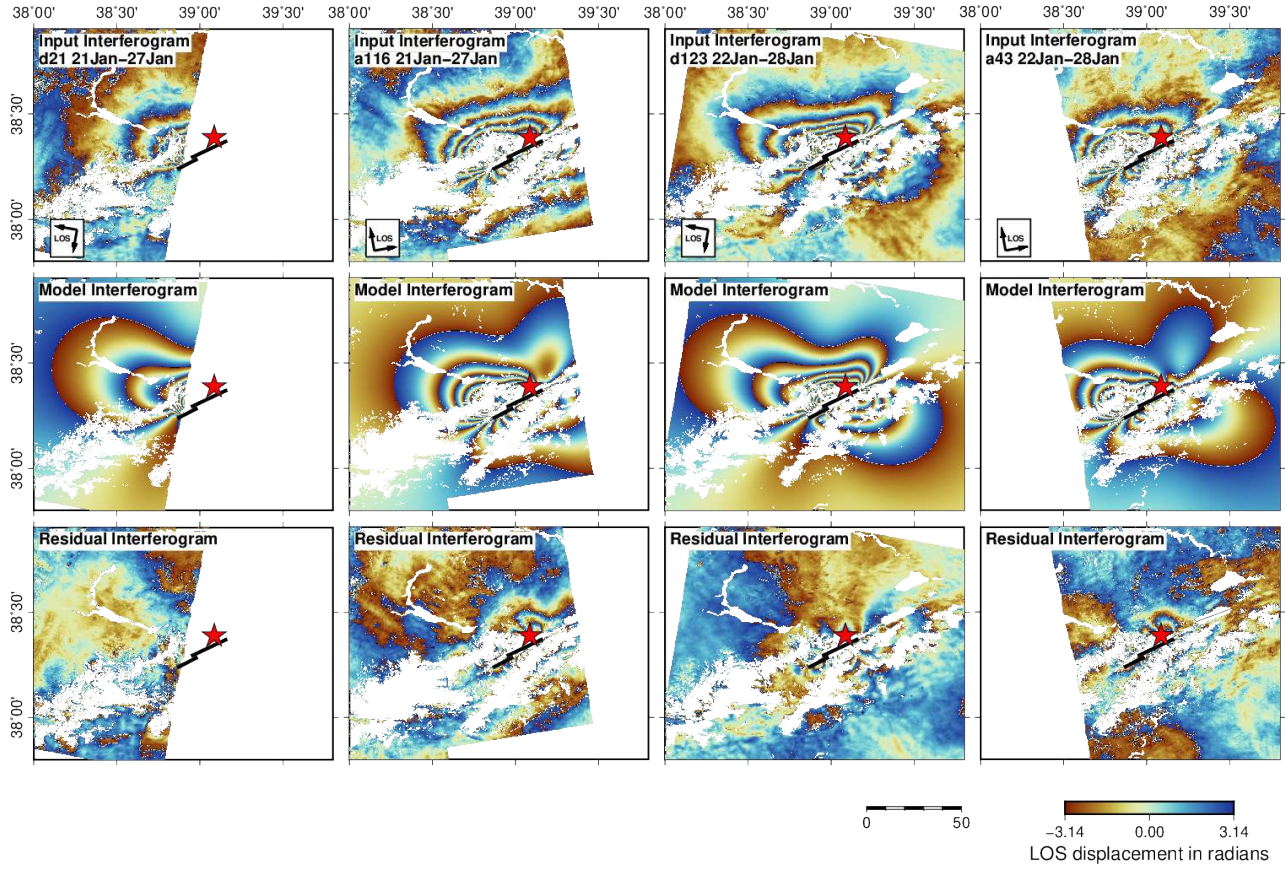 38°00' 38°30' 39°00' 39°30' 38°00' 38°30' 39°00' 39°30' 38°00' 38°30' 39°00' 39°30' 38°00' 38°30' 39°00' 39°30'
Input Interferogram
d21 21Jan−27Jan
Input Interferogram
a116 21Jan−27Jan
Input Interferogram
d123 22Jan−28Jan
Input Interferogram
a43 22Jan−28Jan
38°30'
38°00'
LOS
LOS
LOS
LOS
Model Interferogram
Model Interferogram
Model Interferogram
Model Interferogram
38°30'
38°00'
Residual Interferogram
Residual Interferogram
Residual Interferogram
Residual Interferogram
38°30'
38°00'
0 50
−3.14 0.00 3.14
LOS displacement in radians